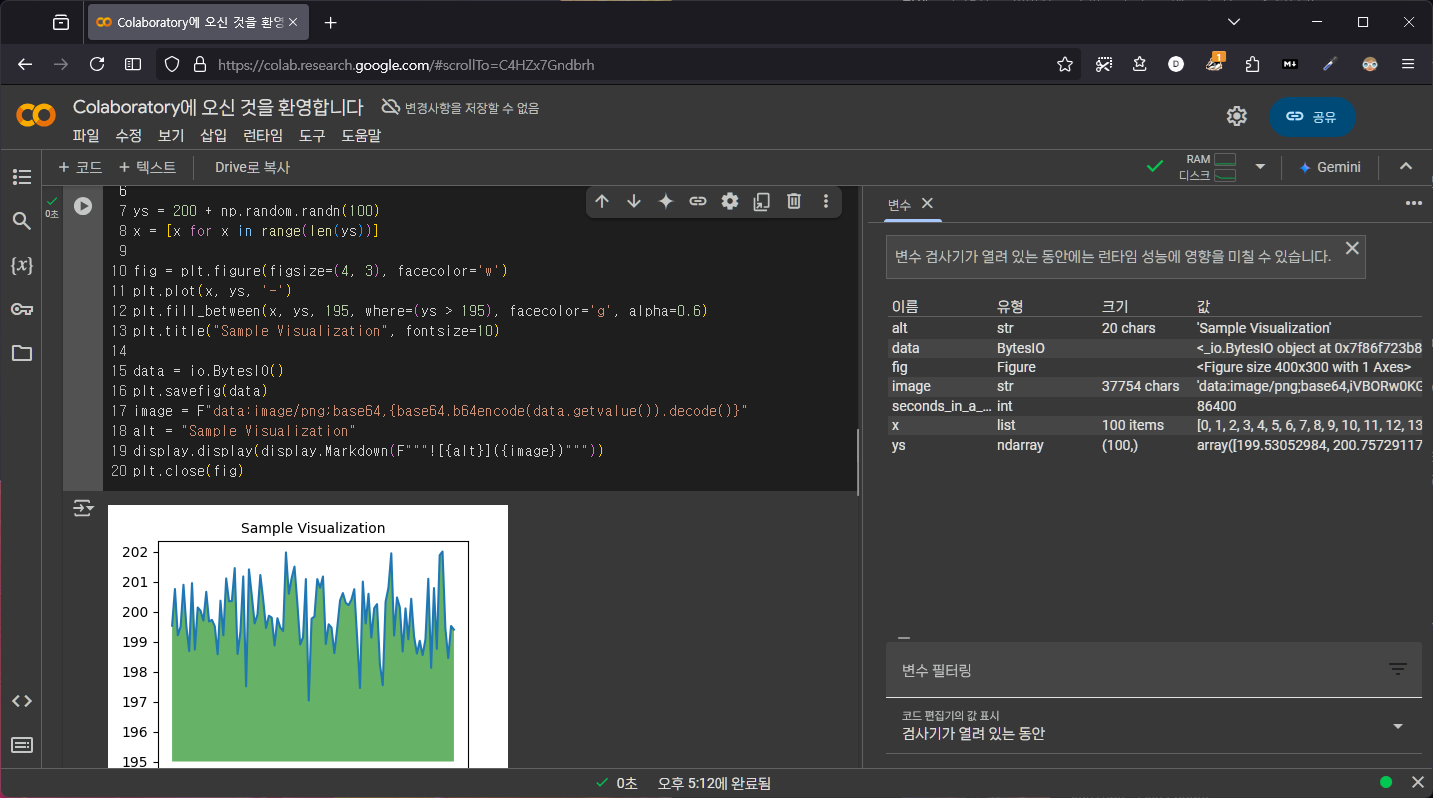 Colaboratory에 오신 것을 환영
https://colab.research.google.com/#scrollTo=C4HZx7Gndbrh
D
1
M↓
Colaboratory에 오신 것을 환영합니다
변경사항을 저장할 수 없음
파일 수정 보기 삽입 런타임 도구 도움말
공유
+ 코드 + 텍스트 Drive로 복사
RAM
디스크
Gemini
0초
6
7 ys = 200 + np.random.randn(100)
8 x = [x for x in range(len(ys))]
9
10 fig = plt.figure(figsize=(4, 3), facecolor='w')
11 plt.plot(x, ys, '-')
12 plt.fill_between(x, ys, 195, where=(ys > 195), facecolor='g', alpha=0.6)
13 plt.title("Sample Visualization", fontsize=10)
14
15 data = io.BytesIO()
16 plt.savefig(data)
17 image = F"data:image/png;base64,{base64.b64encode(data.getvalue()).decode()}"
18 alt = "Sample Visualization"
19 display.display(display.Markdown(F"""![{alt}]({image})"""))
20 plt.close(fig)
Sample Visualization
202
201
200
199
198
197
196
195
변수
변수 검사기가 열려 있는 동안에는 런타임 성능에 영향을 미칠 수 있습니다.
이름 유형 크기 값
alt str 20 chars 'Sample Visualization'
data BytesIO <_io.BytesIO object at 0x7f86f723b8
fig Figure <Figure size 400x300 with 1 Axes>
image str 37754 chars 'data:image/png;base64,iVBORw0KG
seconds_in_a_... int 86400
x list 100 items [0, 1, 2, 3, 4, 5, 6, 7, 8, 9, 10, 11, 12, 13
ys ndarray (100,) array([199.53052984, 200.75729117
변수 필터링
코드 편집기의 값 표시
검사기가 열려 있는 동안
0초 오후 5:12에 완료됨